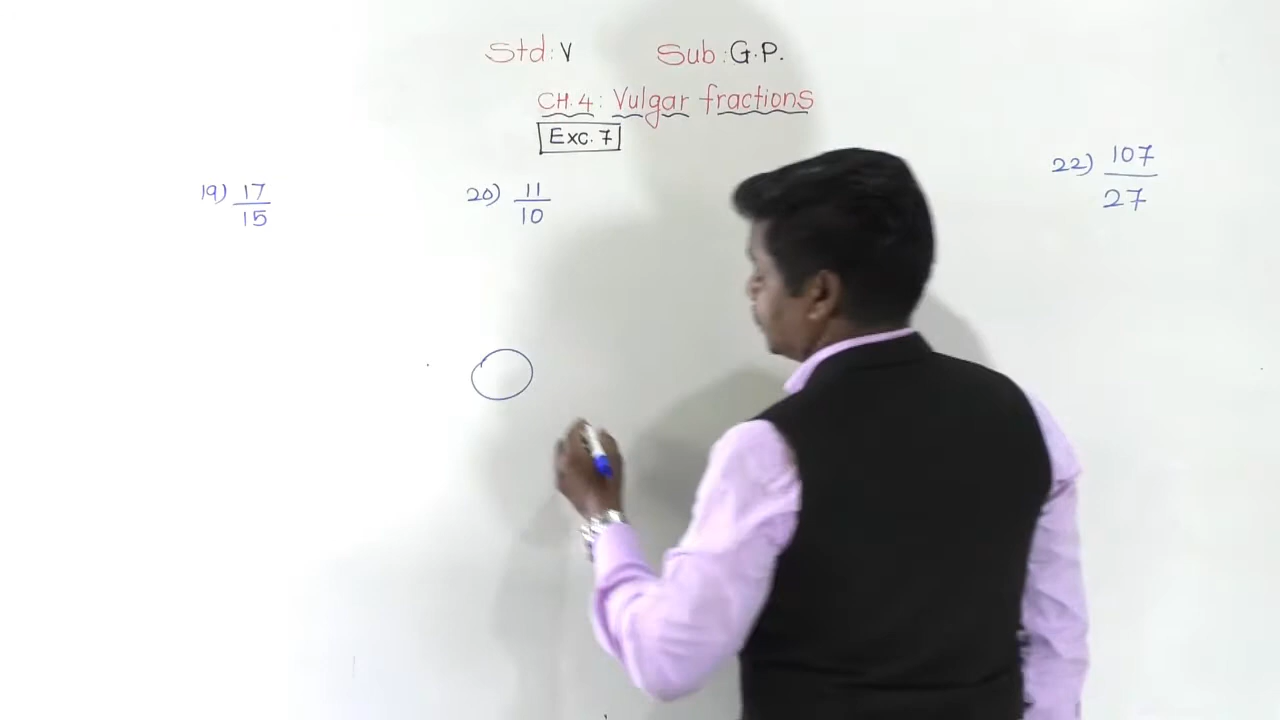 Std: V Sub: G.P.
CH.4: Vulgar fractions
Exc. 7
19) 17/15
20) 11/10
22) 107/27